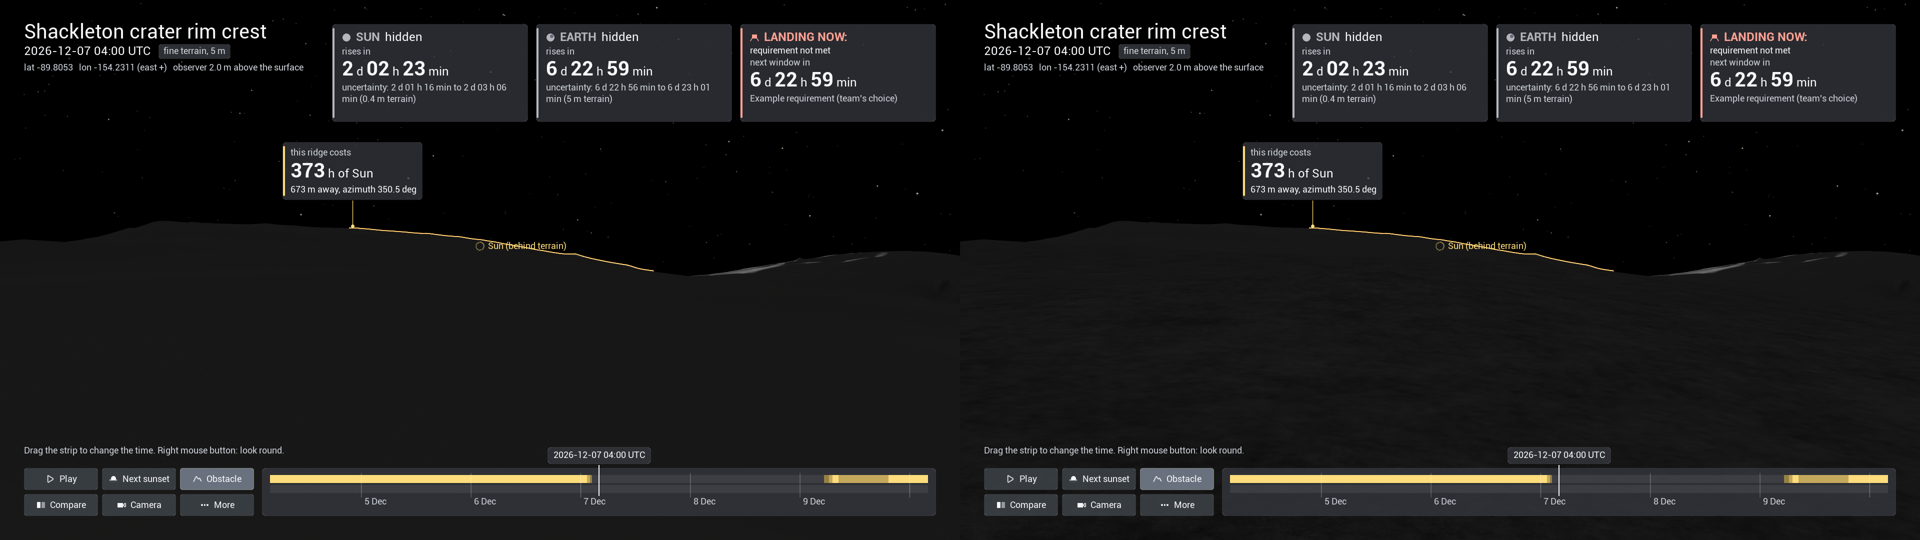 Shackleton crater rim crest
2026-12-07 04:00 UTC fine terrain, 5 m
lat -89.8053 lon -154.2311 (east +) observer 2.0 m above the surface
SUN hidden
rises in
2 d 02 h 23 min
uncertainty: 2 d 01 h 16 min to 2 d 03 h 06
min (0.4 m terrain)
EARTH hidden
rises in
6 d 22 h 59 min
uncertainty: 6 d 22 h 56 min to 6 d 23 h 01
min (5 m terrain)
LANDING NOW:
requirement not met
next window in
6 d 22 h 59 min
Example requirement (team's choice)
this ridge costs
373 h of Sun
673 m away, azimuth 350.5 deg
Sun (behind terrain)
Drag the strip to change the time. Right mouse button: look round.
2026-12-07 04:00 UTC
Play
Next sunset
Obstacle
Compare
Camera
More
5 Dec
6 Dec
7 Dec
8 Dec
9 Dec
Shackleton crater rim crest
2026-12-07 04:00 UTC fine terrain, 5 m
lat -89.8053 lon -154.2311 (east +) observer 2.0 m above the surface
SUN hidden
rises in
2 d 02 h 23 min
uncertainty: 2 d 01 h 16 min to 2 d 03 h 06
min (0.4 m terrain)
EARTH hidden
rises in
6 d 22 h 59 min
uncertainty: 6 d 22 h 56 min to 6 d 23 h 01
min (5 m terrain)
LANDING NOW:
requirement not met
next window in
6 d 22 h 59 min
Example requirement (team's choice)
this ridge costs
373 h of Sun
673 m away, azimuth 350.5 deg
Sun (behind terrain)
Drag the strip to change the time. Right mouse button: look round.
2026-12-07 04:00 UTC
Play
Next sunset
Obstacle
Compare
Camera
More
5 Dec
6 Dec
7 Dec
8 Dec
9 Dec